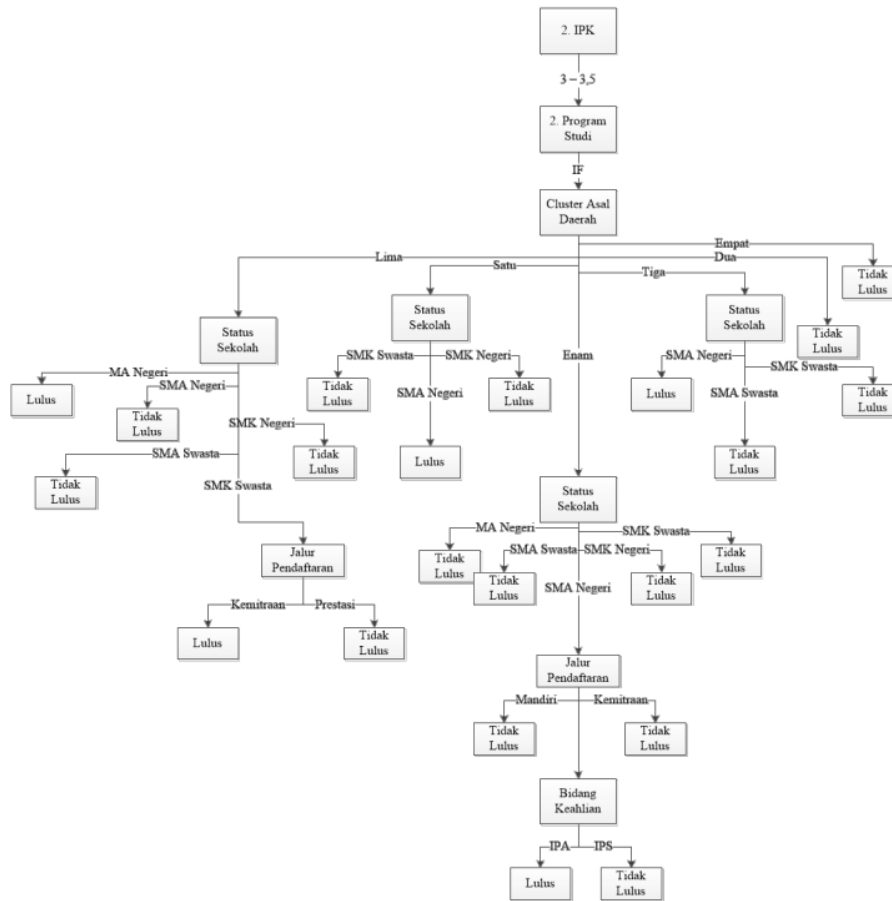 2. IPK
3 – 3,5
2. Program
Studi
IF
Cluster Asal
Daerah
Empat
Lima
Dua
Satu
Tiga
Tidak
Lulus
Status
Sekolah
Status
Sekolah
Status
Sekolah
Tidak
Lulus
Enam
SMK Swasta
SMK Negeri
SMA Negeri
SMK Swasta
MA Negeri
SMA Negeri
Lulus
Tidak
Lulus
Tidak
Lulus
Tidak
Lulus
SMA Negeri
Lulus
SMA Swasta
Tidak
Lulus
SMK Negeri
SMA Swasta
Tidak
Lulus
Lulus
Tidak
Lulus
Tidak
Lulus
SMK Swasta
Status
Sekolah
MA Negeri
SMK Swasta
Jalur
Pendaftaran
Tidak
Lulus
SMA Swasta
SMK Negeri
Tidak
Lulus
Tidak
Lulus
Tidak
Lulus
SMA Negeri
Kemitraan
Prestasi
Lulus
Tidak
Lulus
Jalur
Pendaftaran
Mandiri
Kemitraan
Tidak
Lulus
Tidak
Lulus
Bidang
Keahlian
IPA
IPS
Lulus
Tidak
Lulus